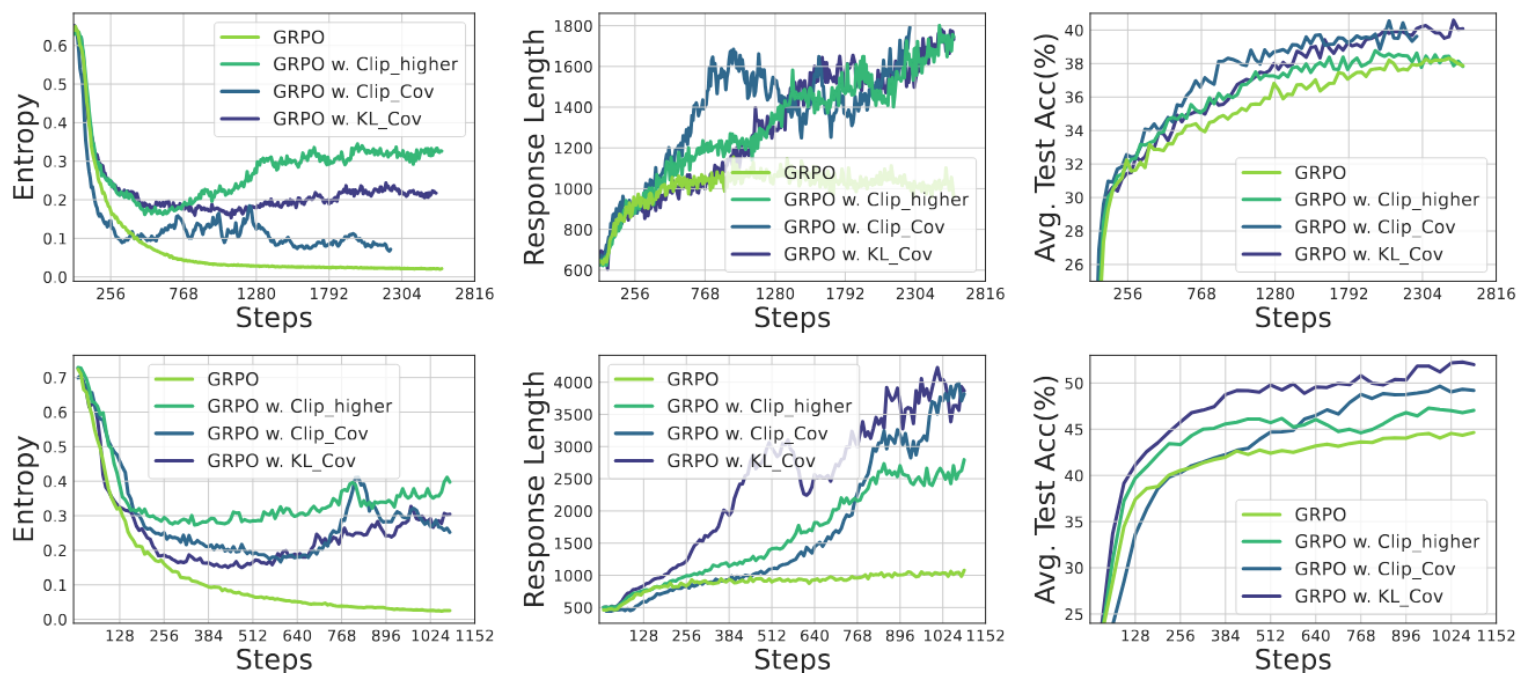 Entropy
0.6
0.5
0.4
0.3
0.2
0.1
0.0
GRPO
GRPO w. Clip_higher
GRPO w. Clip_Cov
GRPO w. KL_Cov
256 768 1280 1792 2304 2816
Steps
Response Length
1800
1600
1400
1200
1000
800
600
GRPO
GRPO w. Clip_higher
GRPO w. Clip_Cov
GRPO w. KL_Cov
256 768 1280 1792 2304 2816
Steps
Avg. Test Acc(%)
40
38
36
34
32
30
28
26
GRPO
GRPO w. Clip_higher
GRPO w. Clip_Cov
GRPO w. KL_Cov
256 768 1280 1792 2304 2816
Steps
Entropy
0.7
0.6
0.5
0.4
0.3
0.2
0.1
0.0
GRPO
GRPO w. Clip_higher
GRPO w. Clip_Cov
GRPO w. KL_Cov
128 256 384 512 640 768 896 1024 1152
Steps
Response Length
4000
3500
3000
2500
2000
1500
1000
500
GRPO
GRPO w. Clip_higher
GRPO w. Clip_Cov
GRPO w. KL_Cov
128 256 384 512 640 768 896 1024 1152
Steps
Avg. Test Acc(%)
50
45
40
35
30
25
GRPO
GRPO w. Clip_higher
GRPO w. Clip_Cov
GRPO w. KL_Cov
128 256 384 512 640 768 896 1024 1152
Steps